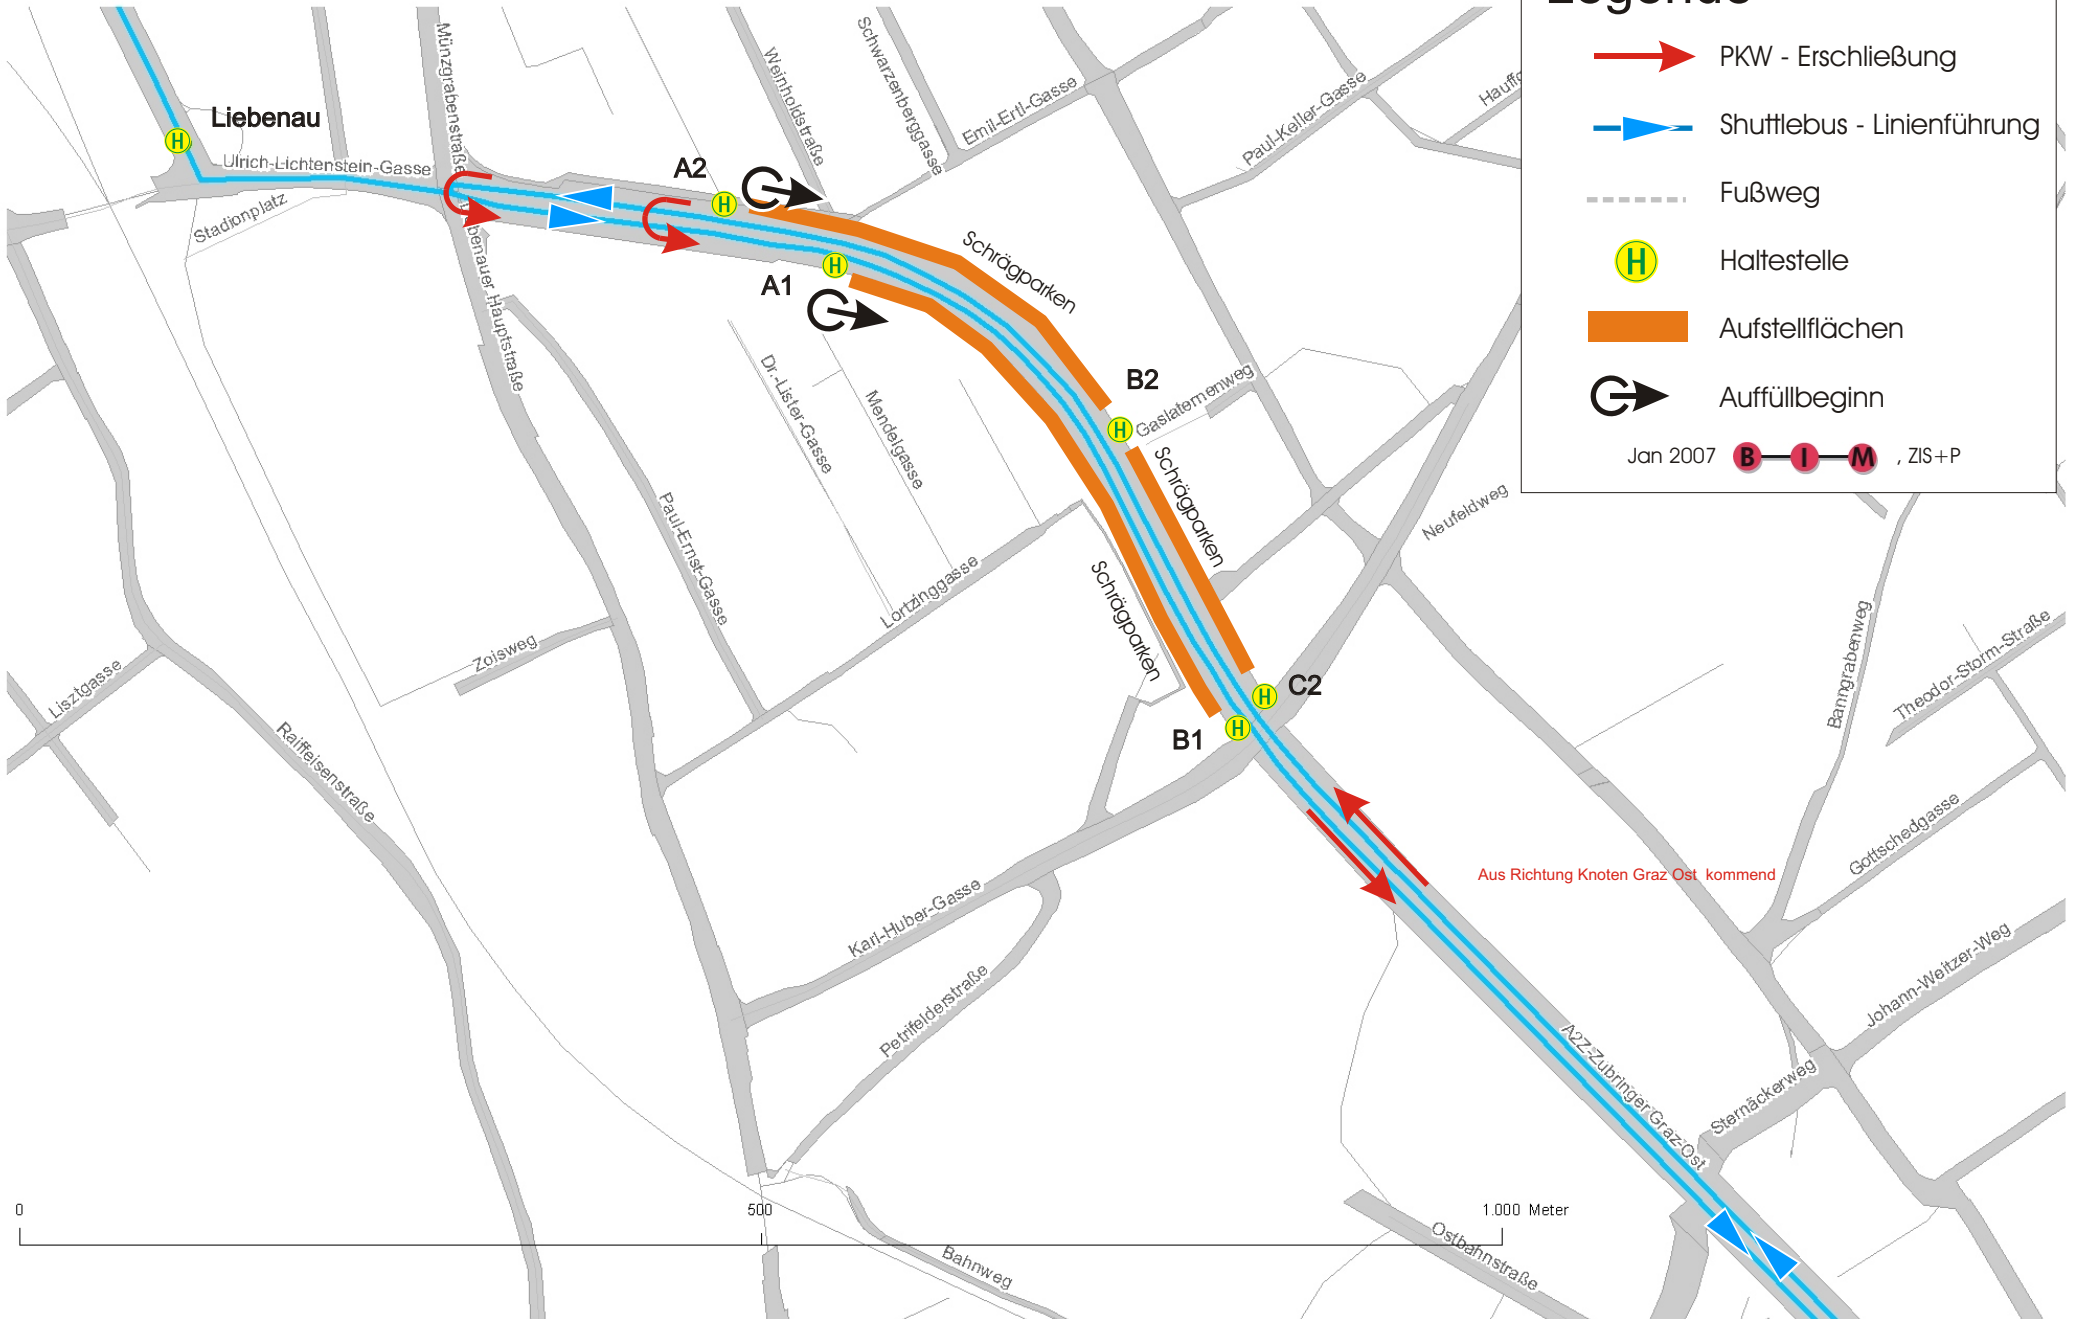 Legende
PKW - Erschließung
Shuttlebus - Linienführung
Fußweg
H Haltestelle
Aufstellflächen
Auffüllbeginn
Jan 2007 B I M , ZIS+P
Liebenau
H
Ulrich-Lichtenstein-Gasse
Stadionplatz
Münzgrabenstraße
Liebenauer Hauptstraße
Weinholdstraße
Schwarzenberggasse
Emil-Ertl-Gasse
Paul-Keller-Gasse
A2
H
A1
H
Schrägparken
B2
H
Gaslaternenweg
Schrägparken
Schrägparken
Dr.-Lister-Gasse
Mendelgasse
Paul-Ernst-Gasse
Lortzinggasse
Neufeldweg
Zoisweg
Lisztgasse
Raiffeisenstraße
C2
H
B1
H
Banngrabenweg
Theodor-Storm-Straße
Gottschedgasse
Aus Richtung Knoten Graz Ost kommend
Karl-Huber-Gasse
Petrifelderstraße
Johann-Weitzer-Weg
A2Z-Zubringer Graz-Ost
Sternäckerweg
Ostbahnstraße
Bahnweg
0 500 1.000 Meter